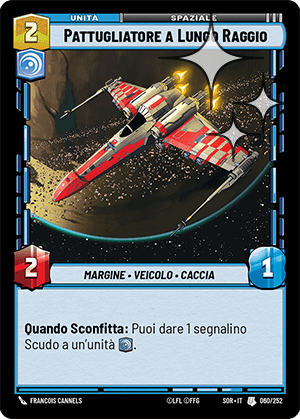 UNITÀ SPAZIALE
2 Pattugliatore a Lungo Raggio
2 1
MARGINE • VEICOLO • CACCIA
Quando Sconfitta: Puoi dare 1 segnalino
Scudo a un'unità .
FRANCOIS CANNELS ©LFL ©FFG SOR • IT 060/252